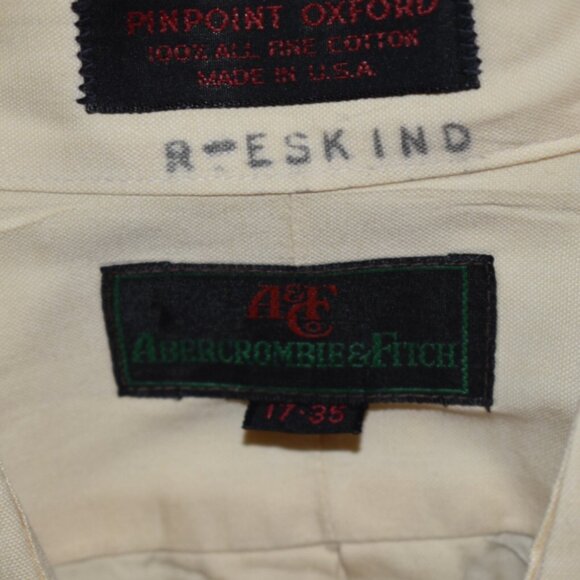 PINPOINT OXFORD
100% ALL FINE COTTON
MADE IN U.S.A
R-ESKIND
A&F
Co
ABERCROMBIE & FITCH
17·35